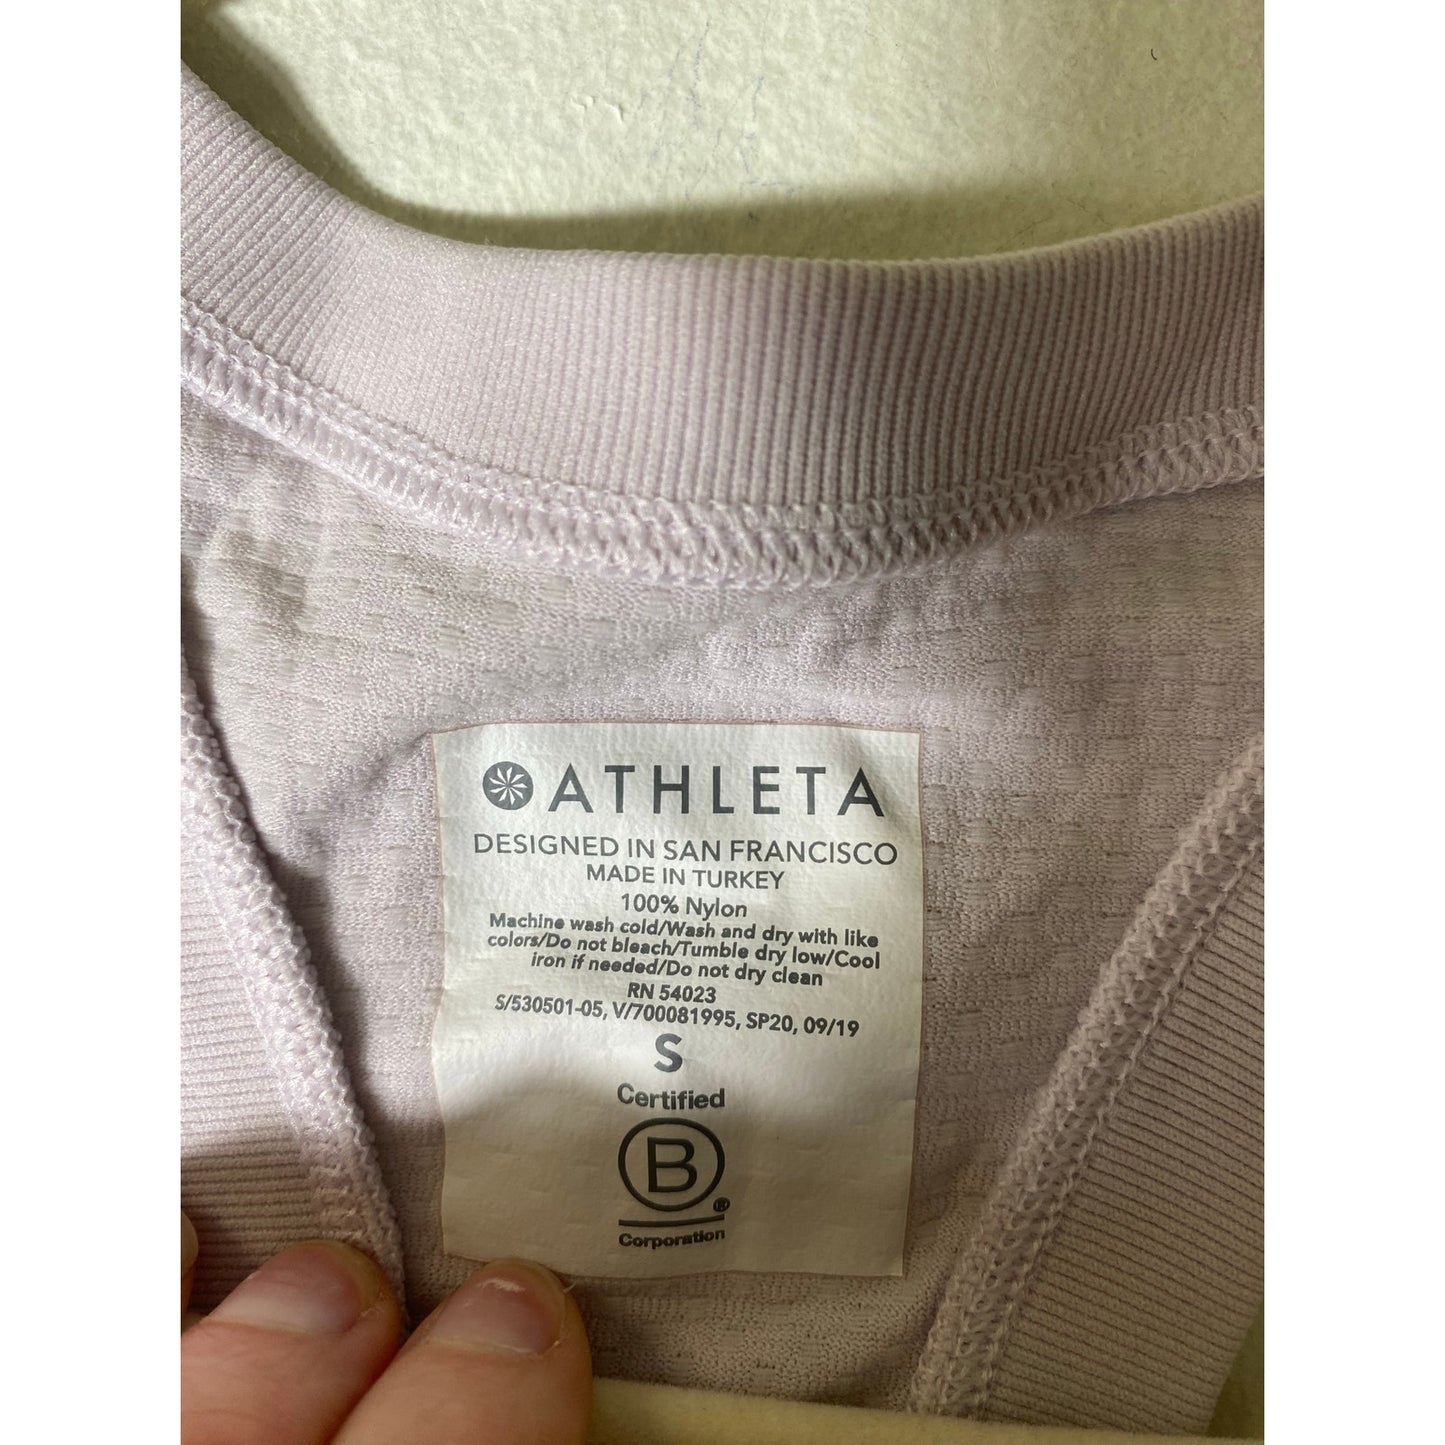 ATHLETA
DESIGNED IN SAN FRANCISCO
MADE IN TURKEY
100% Nylon
Machine wash cold/Wash and dry with like
colors/Do not bleach/Tumble dry low/Cool
iron if needed/Do not dry clean
RN 54023
S/530501-05, V/700081995, SP20, 09/19
S
Certified
B®
Corporation